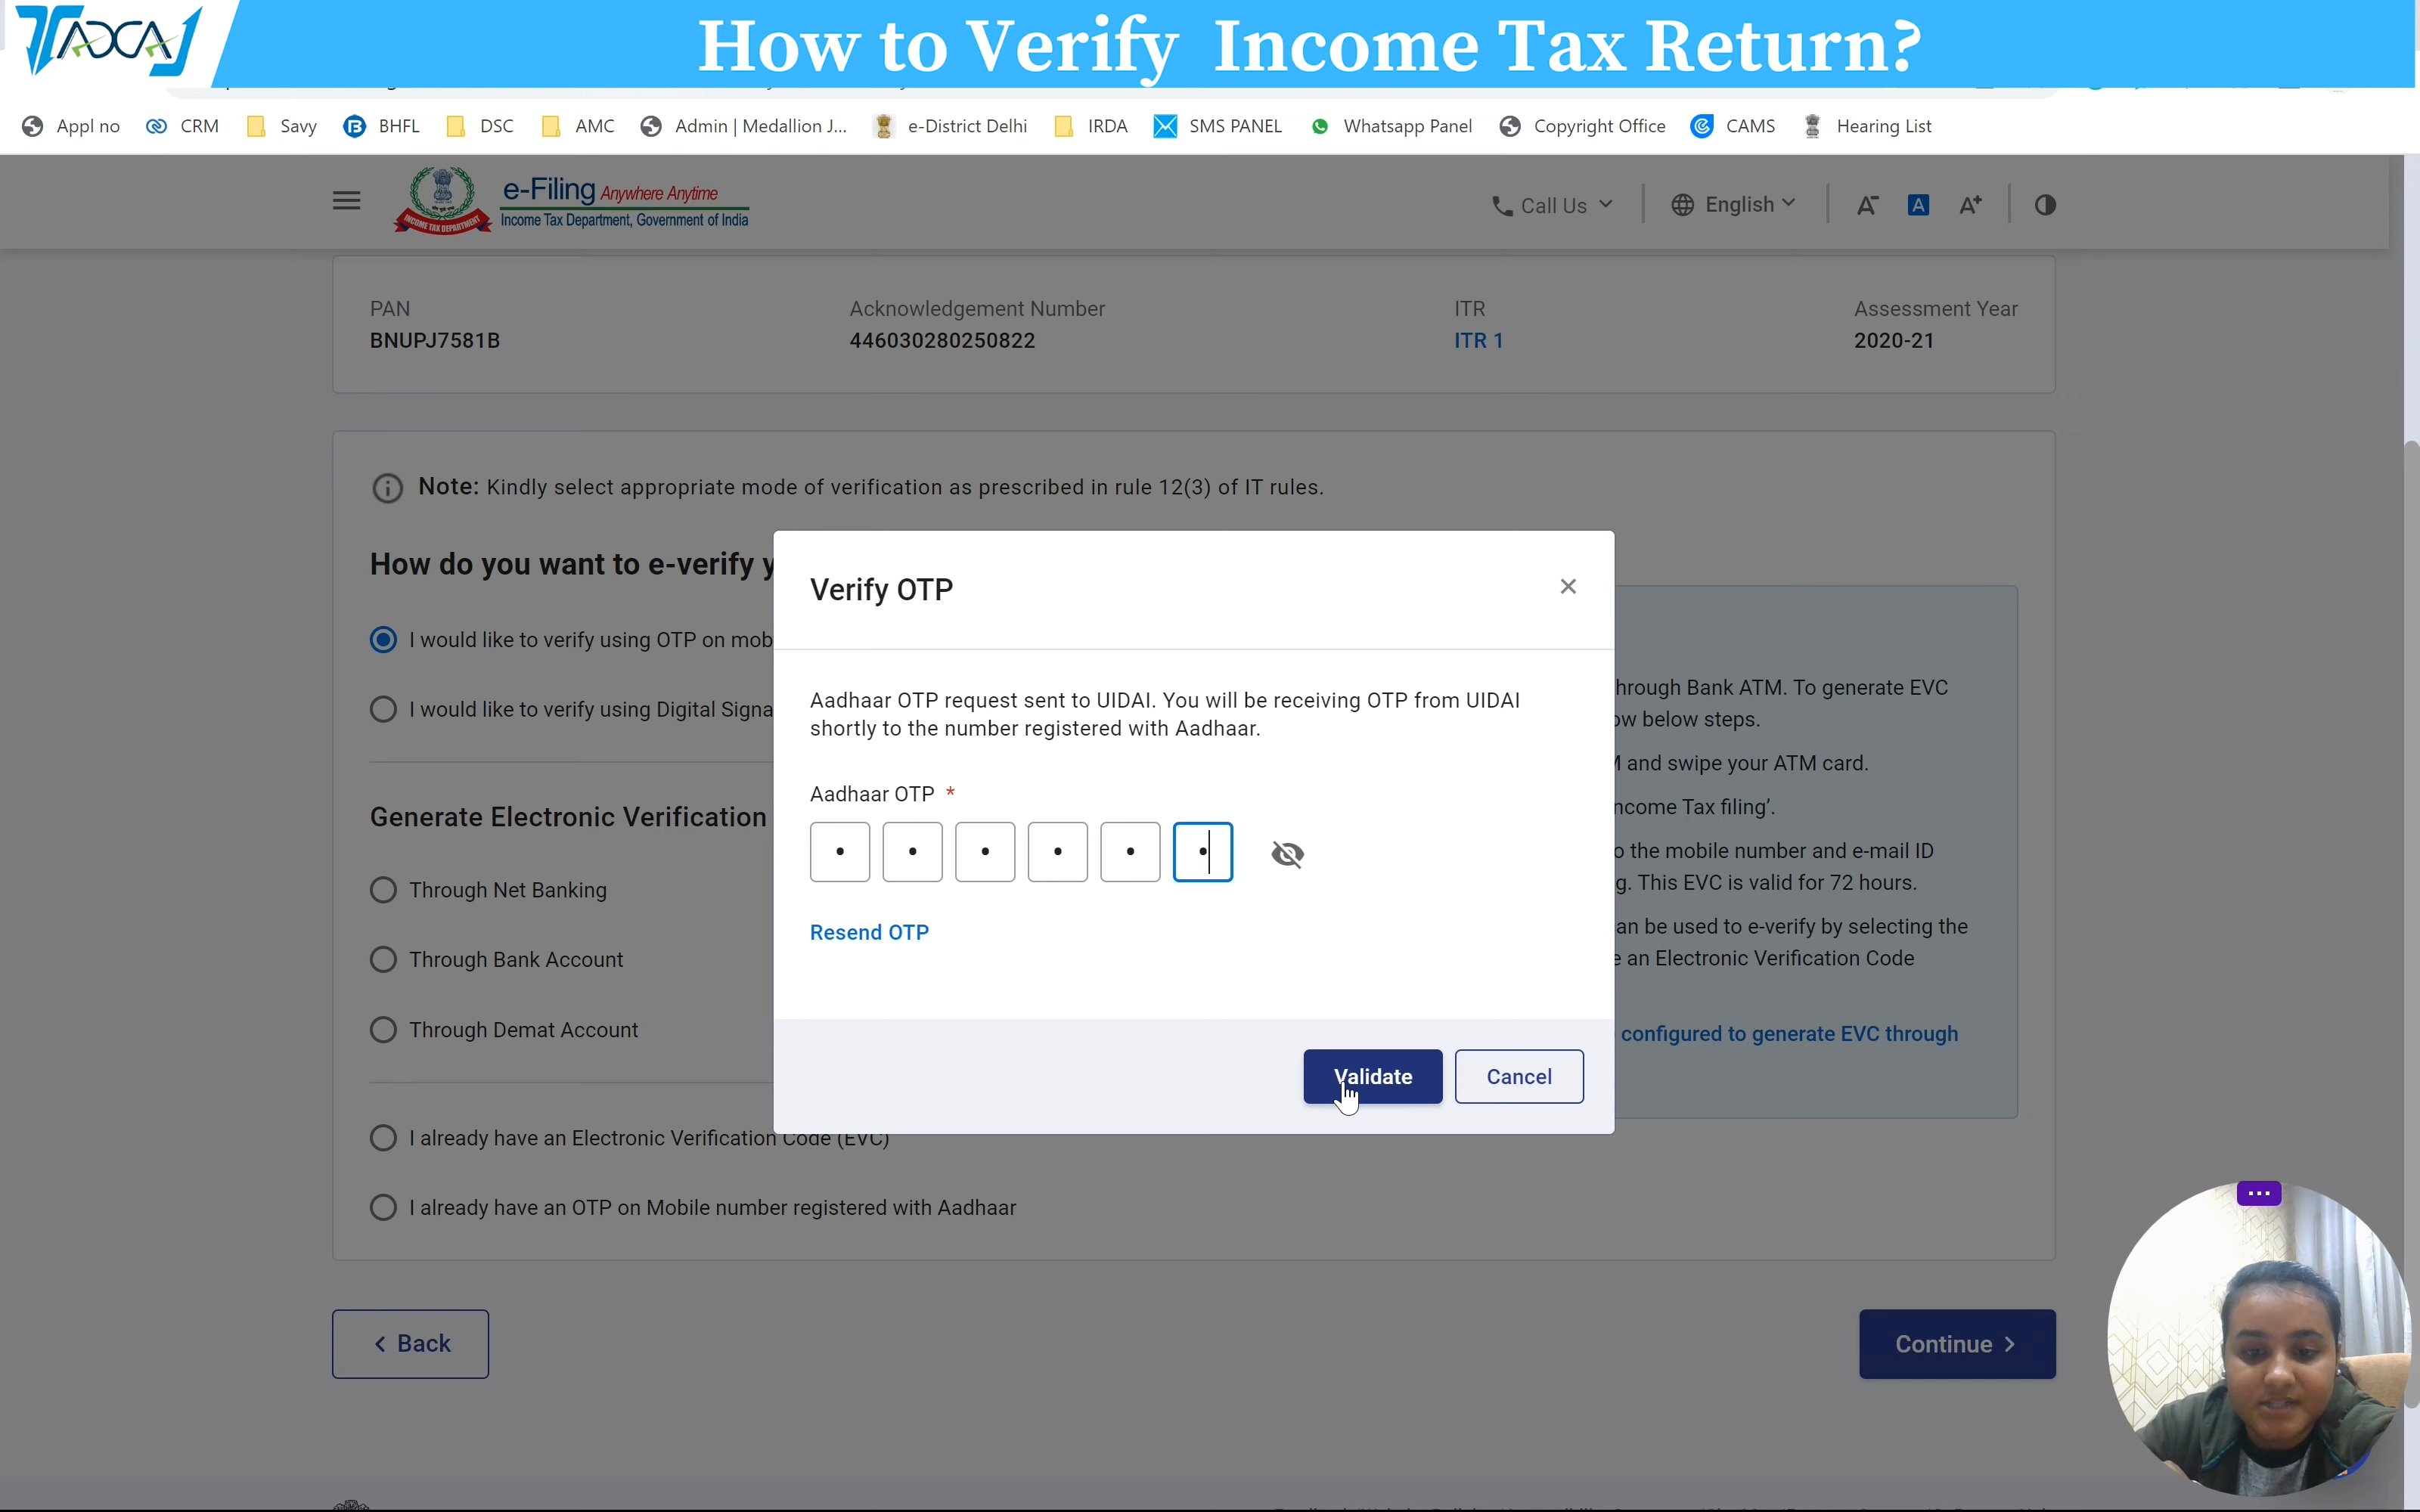 TAXAJ
How to Verify Income Tax Return?
Appl no CRM Savy BHFL DSC AMC Admin | Medallion J... e-District Delhi IRDA SMS PANEL Whatsapp Panel Copyright Office CAMS Hearing List
e-Filing Anywhere Anytime
Income Tax Department, Government of India
INCOME TAX DEPARTMENT
Call Us English A- A A+
PAN Acknowledgement Number ITR Assessment Year
BNUPJ7581B 446030280250822 ITR 1 2020-21
Note: Kindly select appropriate mode of verification as prescribed in rule 12(3) of IT rules.
How do you want to e-verify
I would like to verify using OTP on
I would like to verify using Digital
Generate Electronic Verification
Through Net Banking
Through Bank Account
Through Demat Account
I already have an Electronic Verification Code (EVC)
I already have an OTP on Mobile number registered with Aadhaar
Verify OTP
Aadhaar OTP request sent to UIDAI. You will be receiving OTP from UIDAI
shortly to the number registered with Aadhaar.
Aadhaar OTP *
Resend OTP
Validate Cancel
through Bank ATM. To generate EVC
below steps.
and swipe your ATM card.
Income Tax filing’.
the mobile number and e-mail ID
This EVC is valid for 72 hours.
can be used to e-verify by selecting the
an Electronic Verification Code
configured to generate EVC through
< Back
Continue >